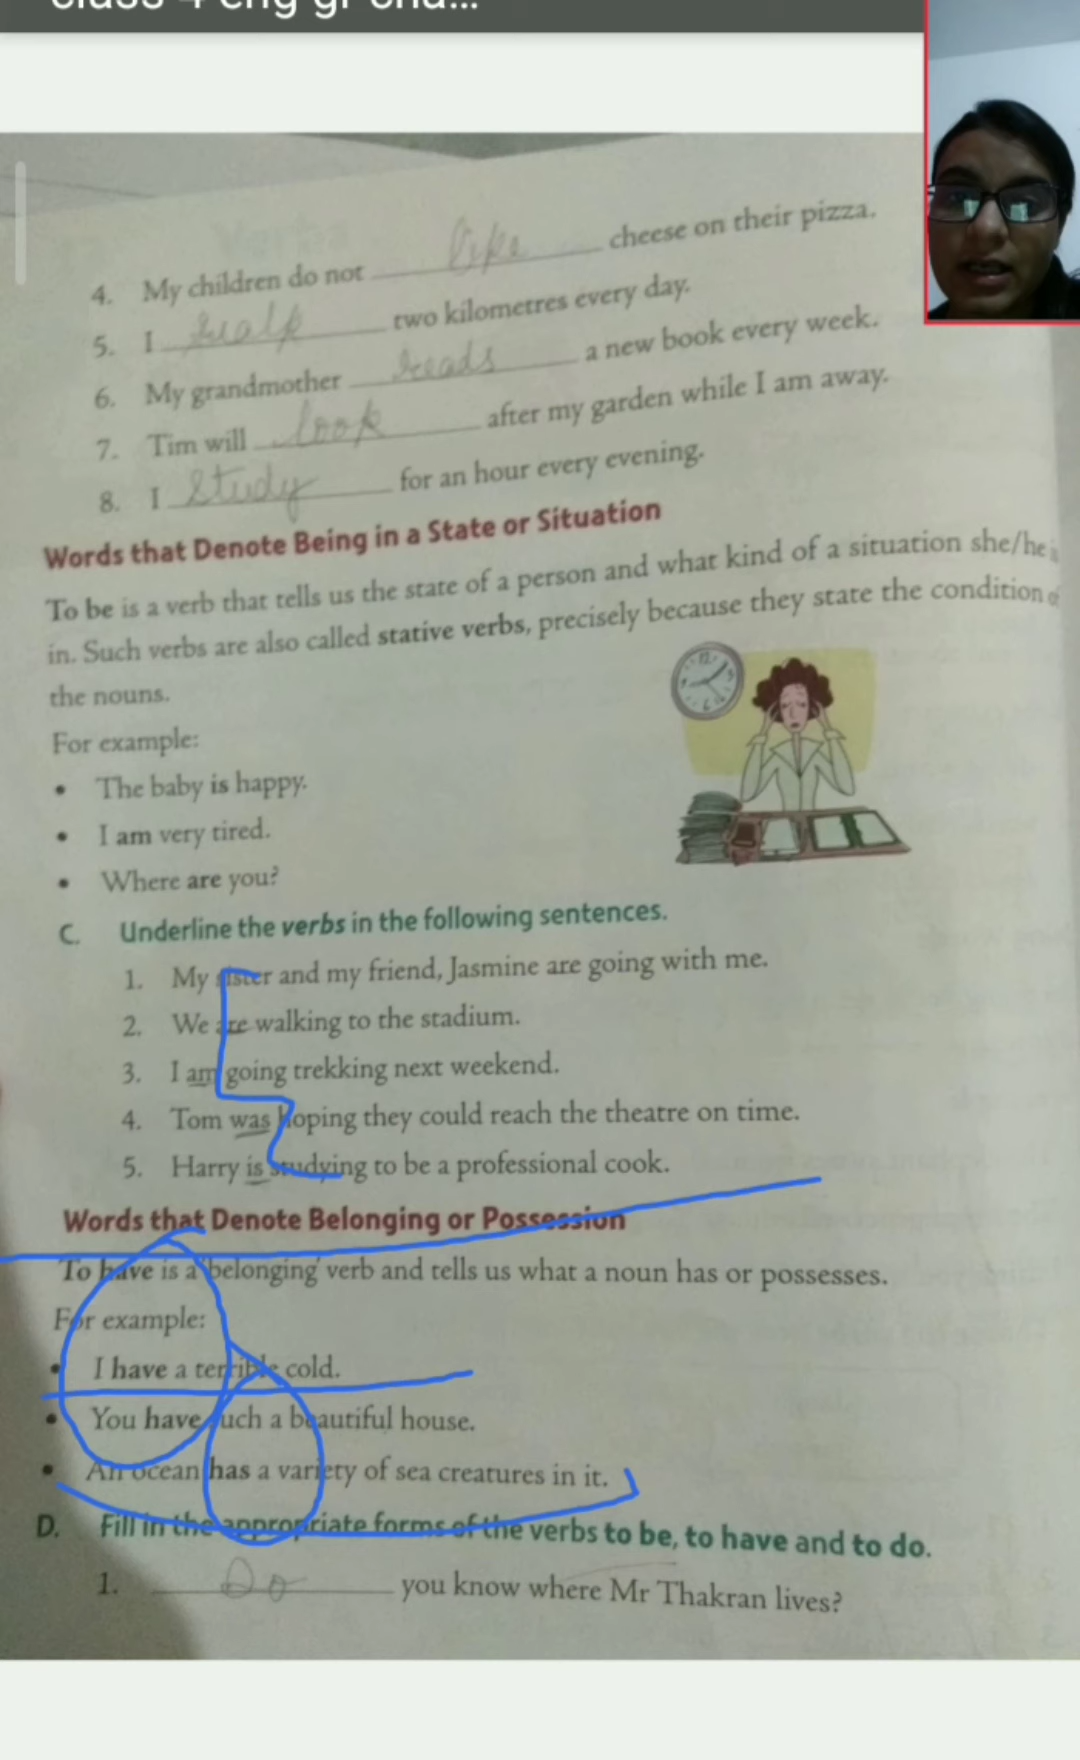 4. My children do not like cheese on their pizza.
5. I walk two kilometres every day.
6. My grandmother reads a new book every week.
7. Tim will look after my garden while I am away.
8. I study for an hour every evening.
Words that Denote Being in a State or Situation
To be is a verb that tells us the state of a person and what kind of a situation she/he is
in. Such verbs are also called stative verbs, precisely because they state the condition of
the nouns.
For example:
• The baby is happy.
• I am very tired.
• Where are you?
C. Underline the verbs in the following sentences.
1. My sister and my friend, Jasmine are going with me.
2. We are walking to the stadium.
3. I am going trekking next weekend.
4. Tom was hoping they could reach the theatre on time.
5. Harry is studying to be a professional cook.
Words that Denote Belonging or Possession
To have is a 'belonging' verb and tells us what a noun has or possesses.
For example:
• I have a terrible cold.
• You have such a beautiful house.
• An ocean has a variety of sea creatures in it.
D. Fill in the appropriate forms of the verbs to be, to have and to do.
1. Do you know where Mr Thakran lives?